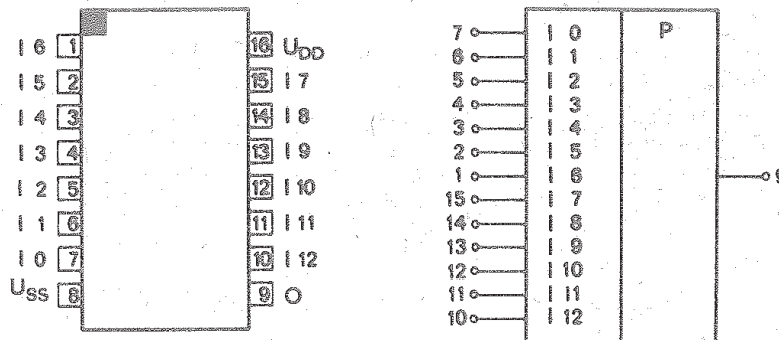 I 6 1 16 UDD
I 5 2 15 I 7
I 4 3 14 I 8
I 3 4 13 I 9
I 2 5 12 I 10
I 1 6 11 I 11
I 0 7 10 I 12
USS 8 9 O
7 I 0 P
6 I 1
5 I 2
4 I 3
3 I 4
2 I 5
1 I 6 9
15 I 7
14 I 8
13 I 9
12 I 10
11 I 11
10 I 12